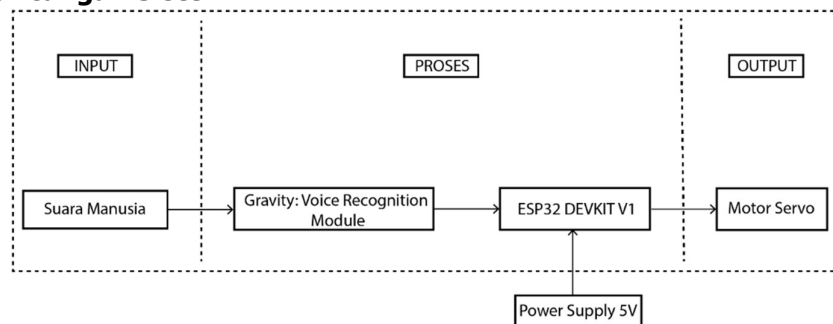 INPUT
PROSES
OUTPUT
Suara Manusia
Gravity: Voice Recognition
Module
ESP32 DEVKIT V1
Motor Servo
Power Supply 5V